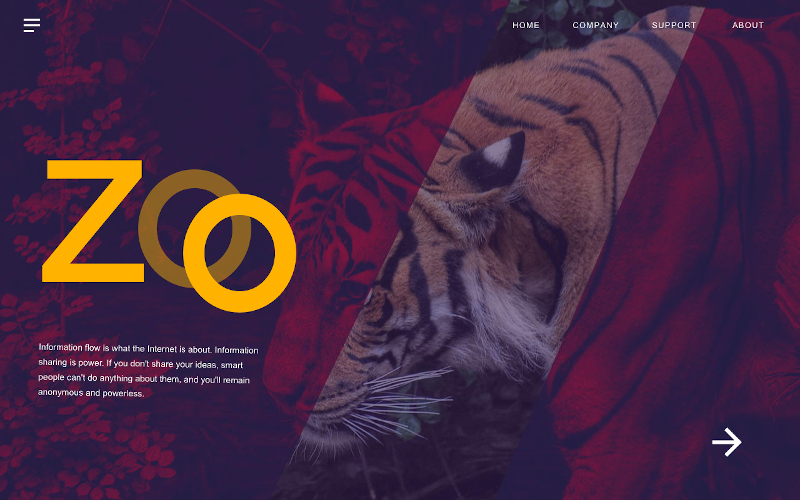 HOME COMPANY SUPPORT ABOUT
ZOO
Information flow is what the Internet is about. Information
sharing is power. If you don't share your ideas, smart
people can't do anything about them, and you'll remain
anonymous and powerless.